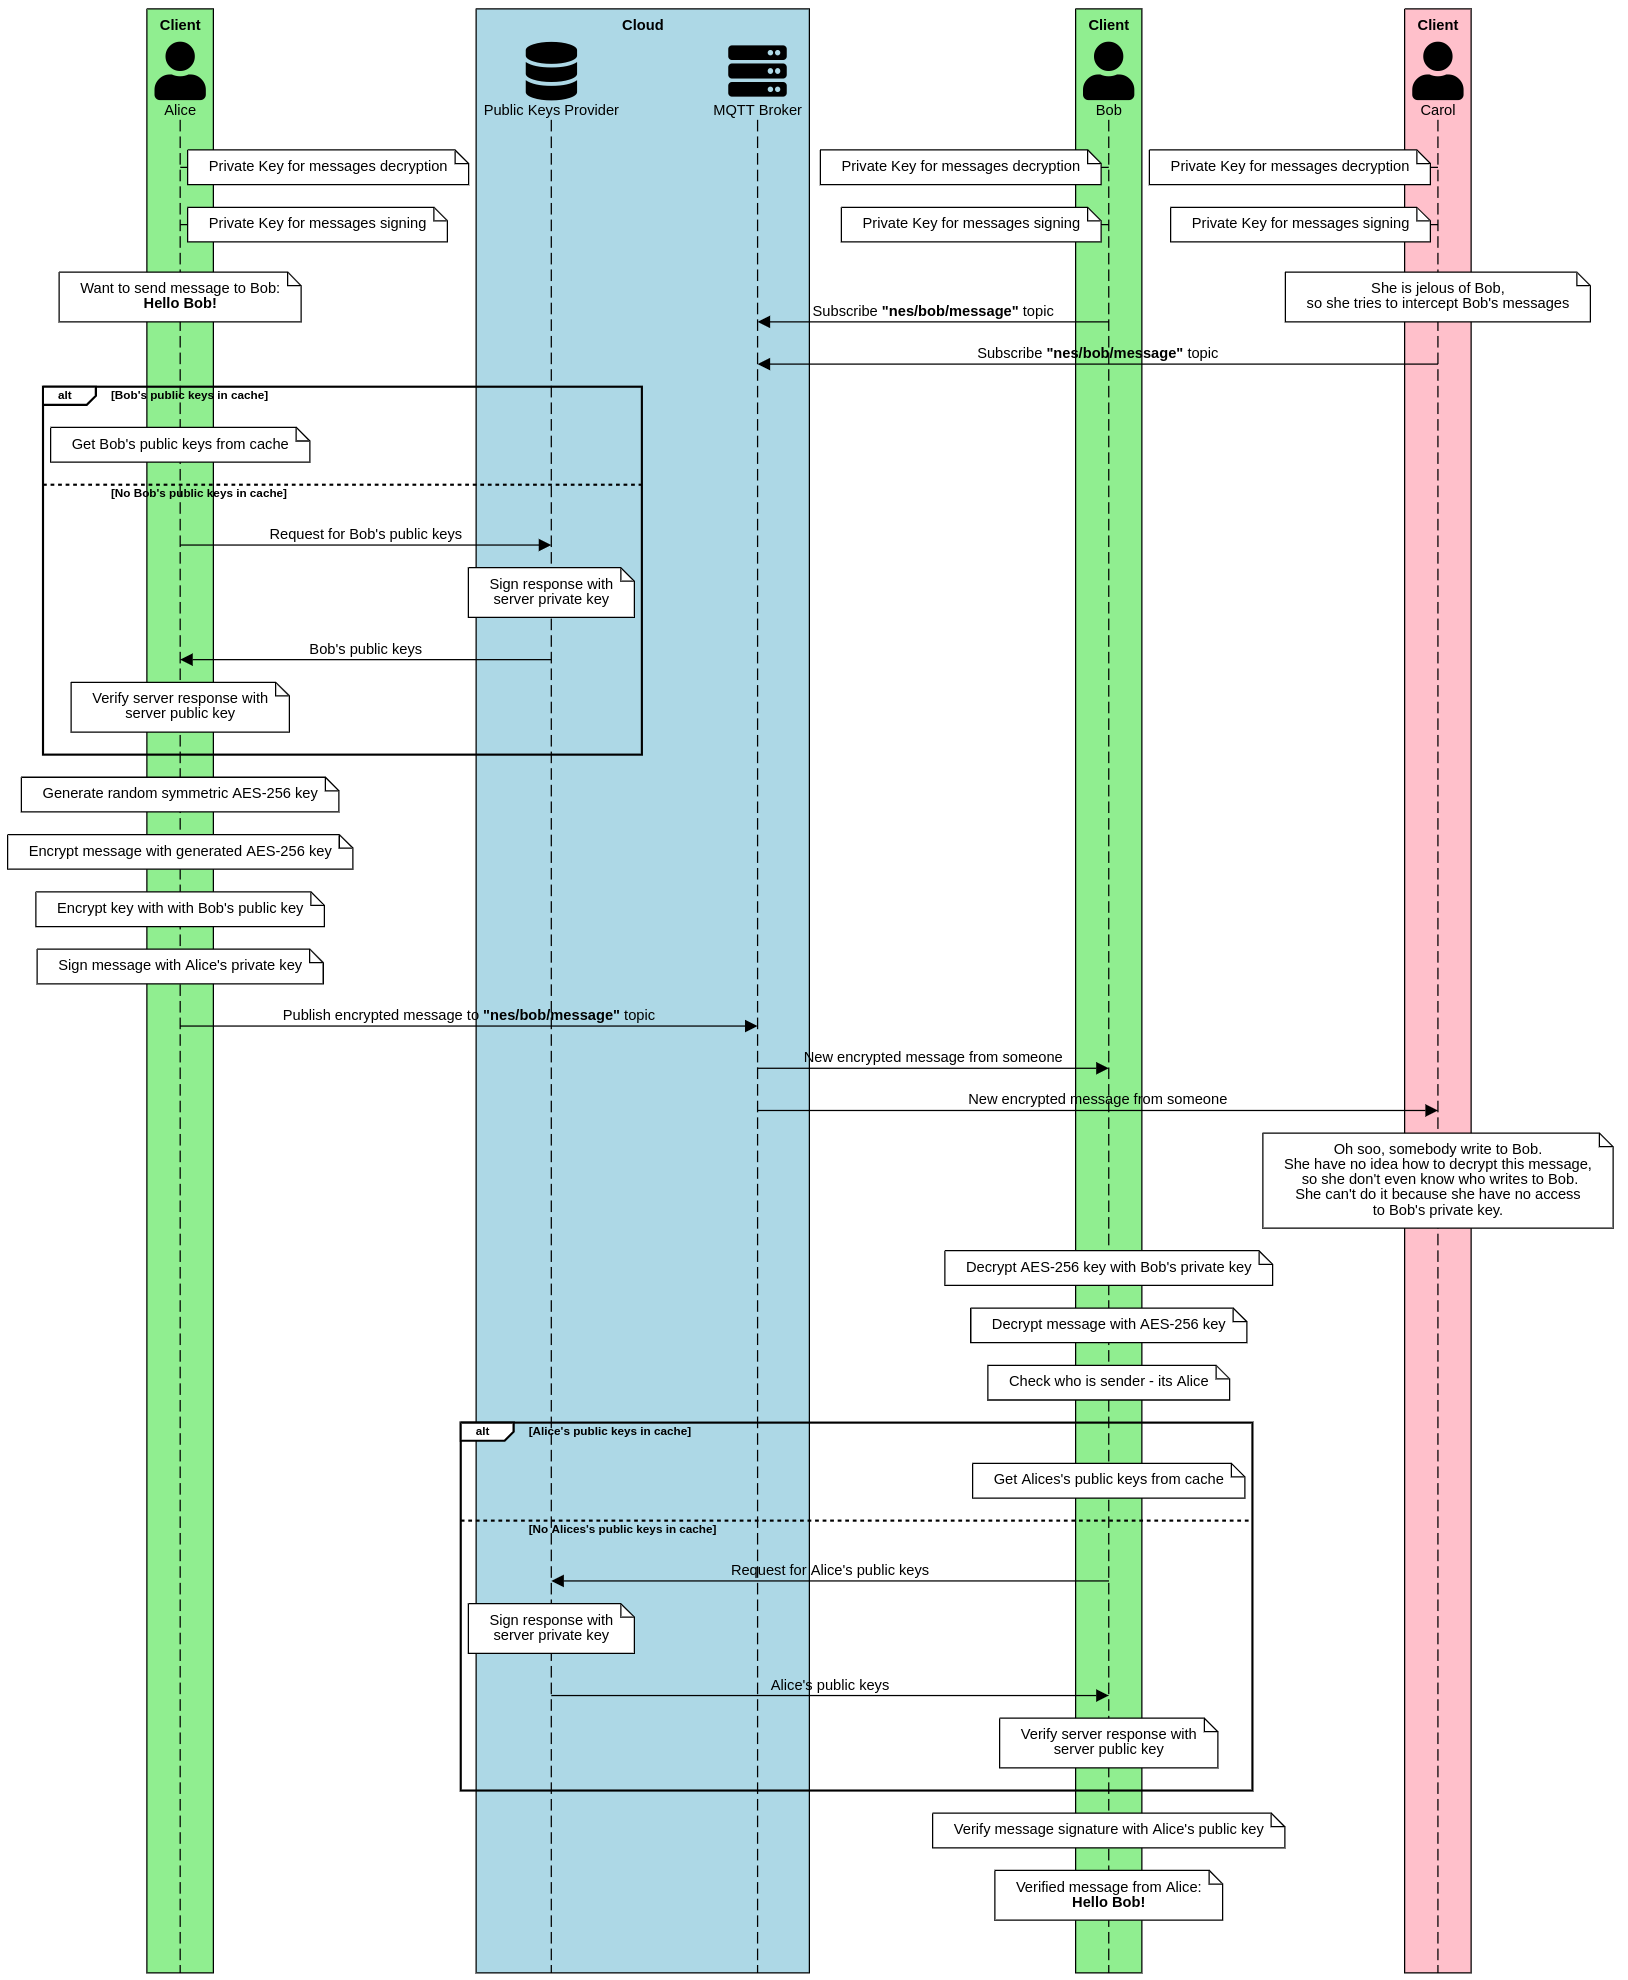 Client
Cloud
Client
Client
Alice
Public Keys Provider
MQTT Broker
Bob
Carol
Private Key for messages decryption
Private Key for messages decryption
Private Key for messages decryption
Private Key for messages signing
Private Key for messages signing
Private Key for messages signing
Want to send message to Bob:
Hello Bob!
She is jelous of Bob,
so she tries to intercept Bob's messages
Subscribe "nes/bob/message" topic
Subscribe "nes/bob/message" topic
alt
[Bob's public keys in cache]
Get Bob's public keys from cache
[No Bob's public keys in cache]
Request for Bob's public keys
Sign response with
server private key
Bob's public keys
Verify server response with
server public key
Generate random symmetric AES-256 key
Encrypt message with generated AES-256 key
Encrypt key with with Bob's public key
Sign message with Alice's private key
Publish encrypted message to "nes/bob/message" topic
New encrypted message from someone
New encrypted message from someone
Oh soo, somebody write to Bob.
She have no idea how to decrypt this message,
so she don't even know who writes to Bob.
She can't do it because she have no access
to Bob's private key.
Decrypt AES-256 key with Bob's private key
Decrypt message with AES-256 key
Check who is sender - its Alice
alt
[Alice's public keys in cache]
Get Alices's public keys from cache
[No Alices's public keys in cache]
Request for Alice's public keys
Sign response with
server private key
Alice's public keys
Verify server response with
server public key
Verify message signature with Alice's public key
Verified message from Alice:
Hello Bob!